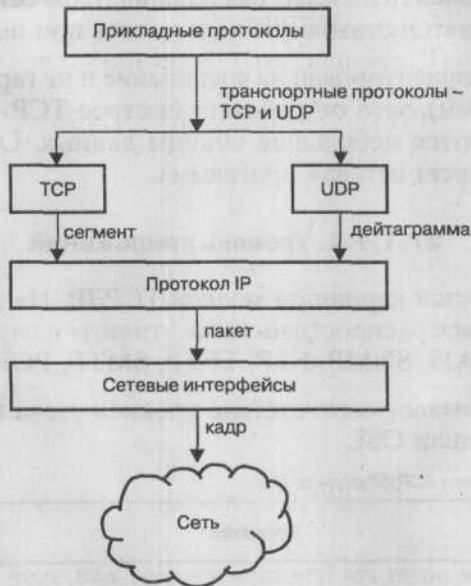 Прикладные протоколы
транспортные протоколы –
TCP и UDP
TCP
UDP
сегмент
дейтаграмма
Протокол IP
пакет
Сетевые интерфейсы
кадр
Сеть